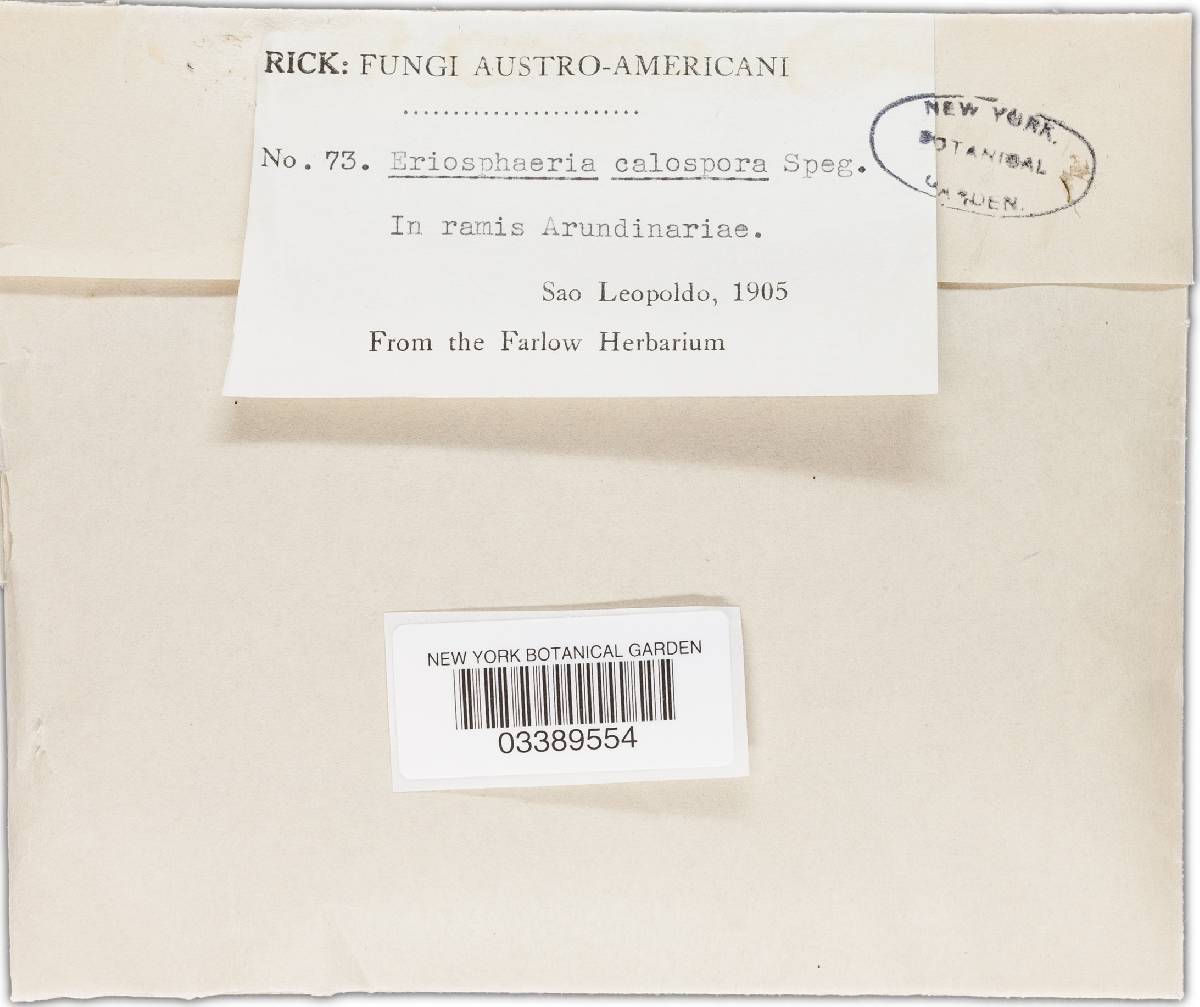 RICK: FUNGI AUSTRO-AMERICANI
.......................
No. 73. Eriosphaeria calospora Speg.
In ramis Arundinariae.
Sao Leopoldo, 1905
From the Farlow Herbarium
NEW YORK.
BOTANICAL
GARDEN.
NEW YORK BOTANICAL GARDEN
03389554